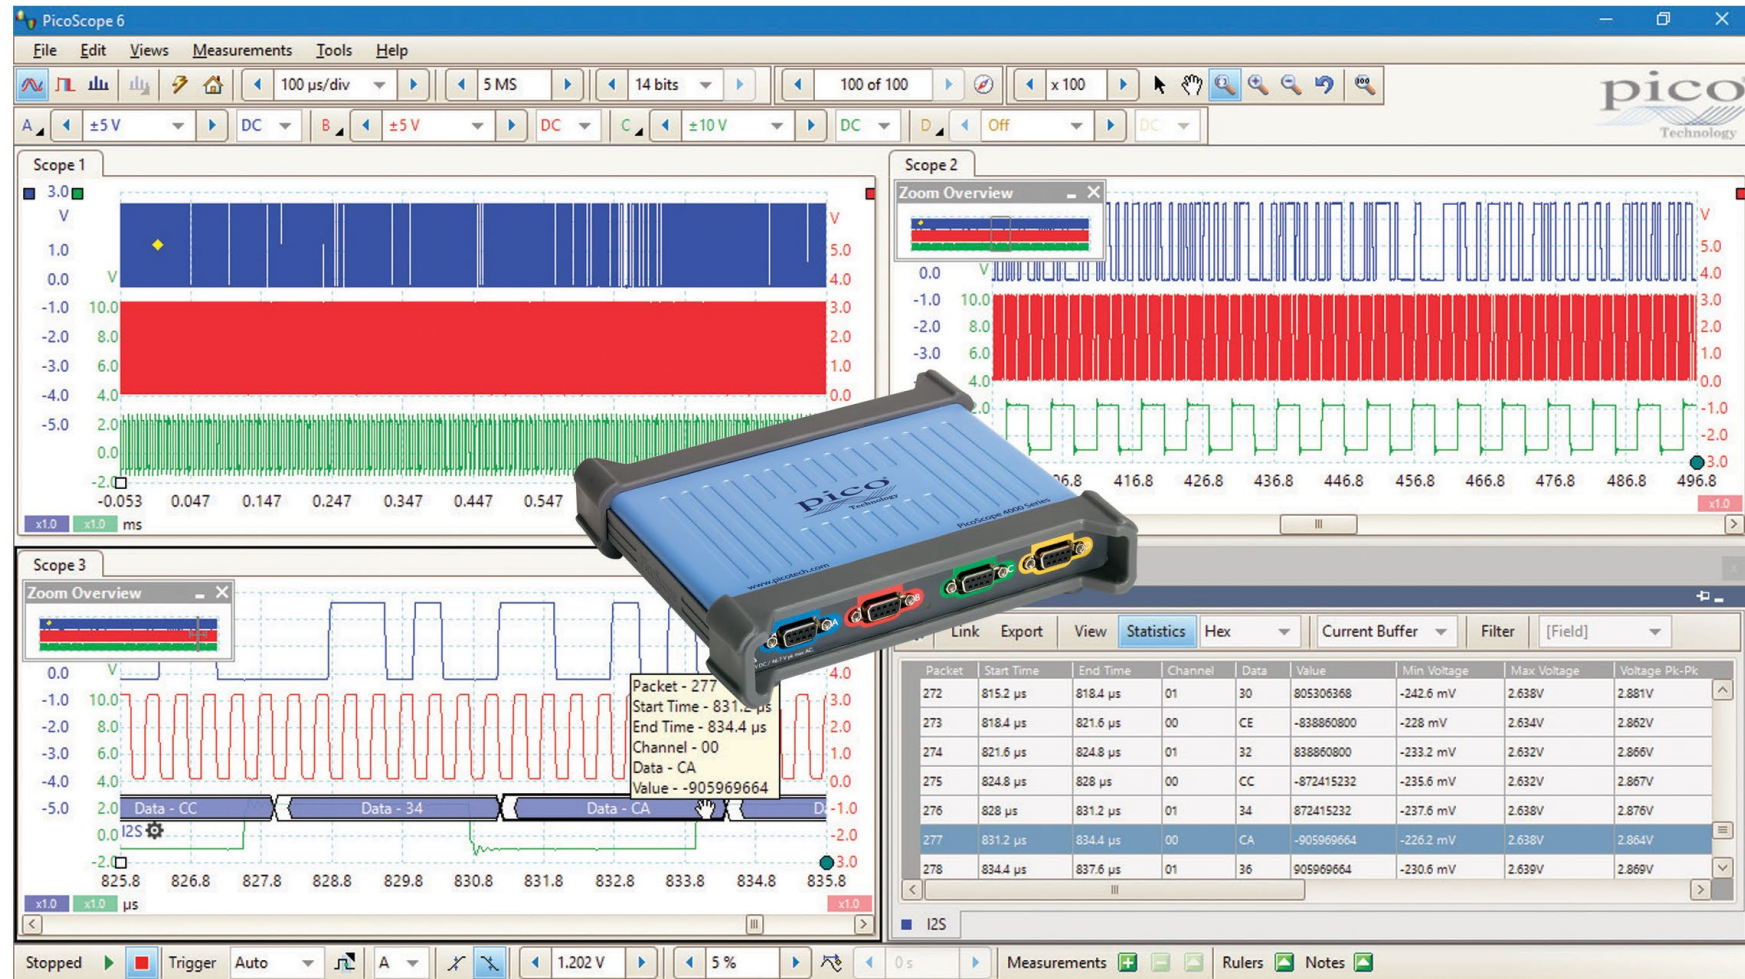 PicoScope 6
File Edit Views Measurements Tools Help
100 µs/div 5 MS 14 bits 100 of 100 x 100
pico
Technology
A ±5 V DC B ±5 V DC C ±10 V DC D Off DC
Scope 1
3.0
V V
1.0 5.0
0.0 V 4.0
-1.0 10.0 3.0
-2.0 8.0 2.0
-3.0 6.0 1.0
-4.0 4.0 0.0
-5.0 2.0
0.0
-2.0
-0.053 0.047 0.147 0.247 0.347 0.447 0.547
x1.0 x1.0 ms
Scope 2
Zoom Overview
V
5.0
0.0 V 4.0
-1.0 10.0 3.0
-2.0 8.0 2.0
-3.0 6.0 1.0
4.0 0.0
2.0 -1.0
-2.0
3.0
416.8 426.8 436.8 446.8 456.8 466.8 476.8 486.8 496.8
x1.0
pico
Technology
PicoScope 4000 Series
www.picotech.com
A B C
Scope 3
Zoom Overview
0.0 V 4.0
-1.0 10.0 3.0
-2.0 8.0 2.0
-3.0 6.0 1.0
-4.0 4.0 0.0
-5.0 2.0 Data - CC Data - 34 Data - CA -1.0
0.0 I2S -2.0
-2.0 3.0
825.8 826.8 827.8 828.8 829.8 830.8 831.8 832.8 833.8 834.8 835.8
x1.0 x1.0 µs x1.0
Packet - 277
Start Time - 831.2 µs
End Time - 834.4 µs
Channel - 00
Data - CA
Value - -905969664
Link Export View Statistics Hex Current Buffer Filter [Field]
Packet Start Time End Time Channel Data Value Min Voltage Max Voltage Voltage Pk-Pk
272 815.2 µs 818.4 µs 01 30 805306368 -242.6 mV 2.638V 2.881V
273 818.4 µs 821.6 µs 00 CE -838860800 -228 mV 2.634V 2.862V
274 821.6 µs 824.8 µs 01 32 838860800 -233.2 mV 2.632V 2.866V
275 824.8 µs 828 µs 00 CC -872415232 -235.6 mV 2.632V 2.867V
276 828 µs 831.2 µs 01 34 872415232 -237.6 mV 2.638V 2.876V
277 831.2 µs 834.4 µs 00 CA -905969664 -226.2 mV 2.638V 2.864V
278 834.4 µs 837.6 µs 01 36 905969664 -230.6 mV 2.639V 2.869V
I2S
Stopped Trigger Auto A 1.202 V 5 % 0 s Measurements Rulers Notes